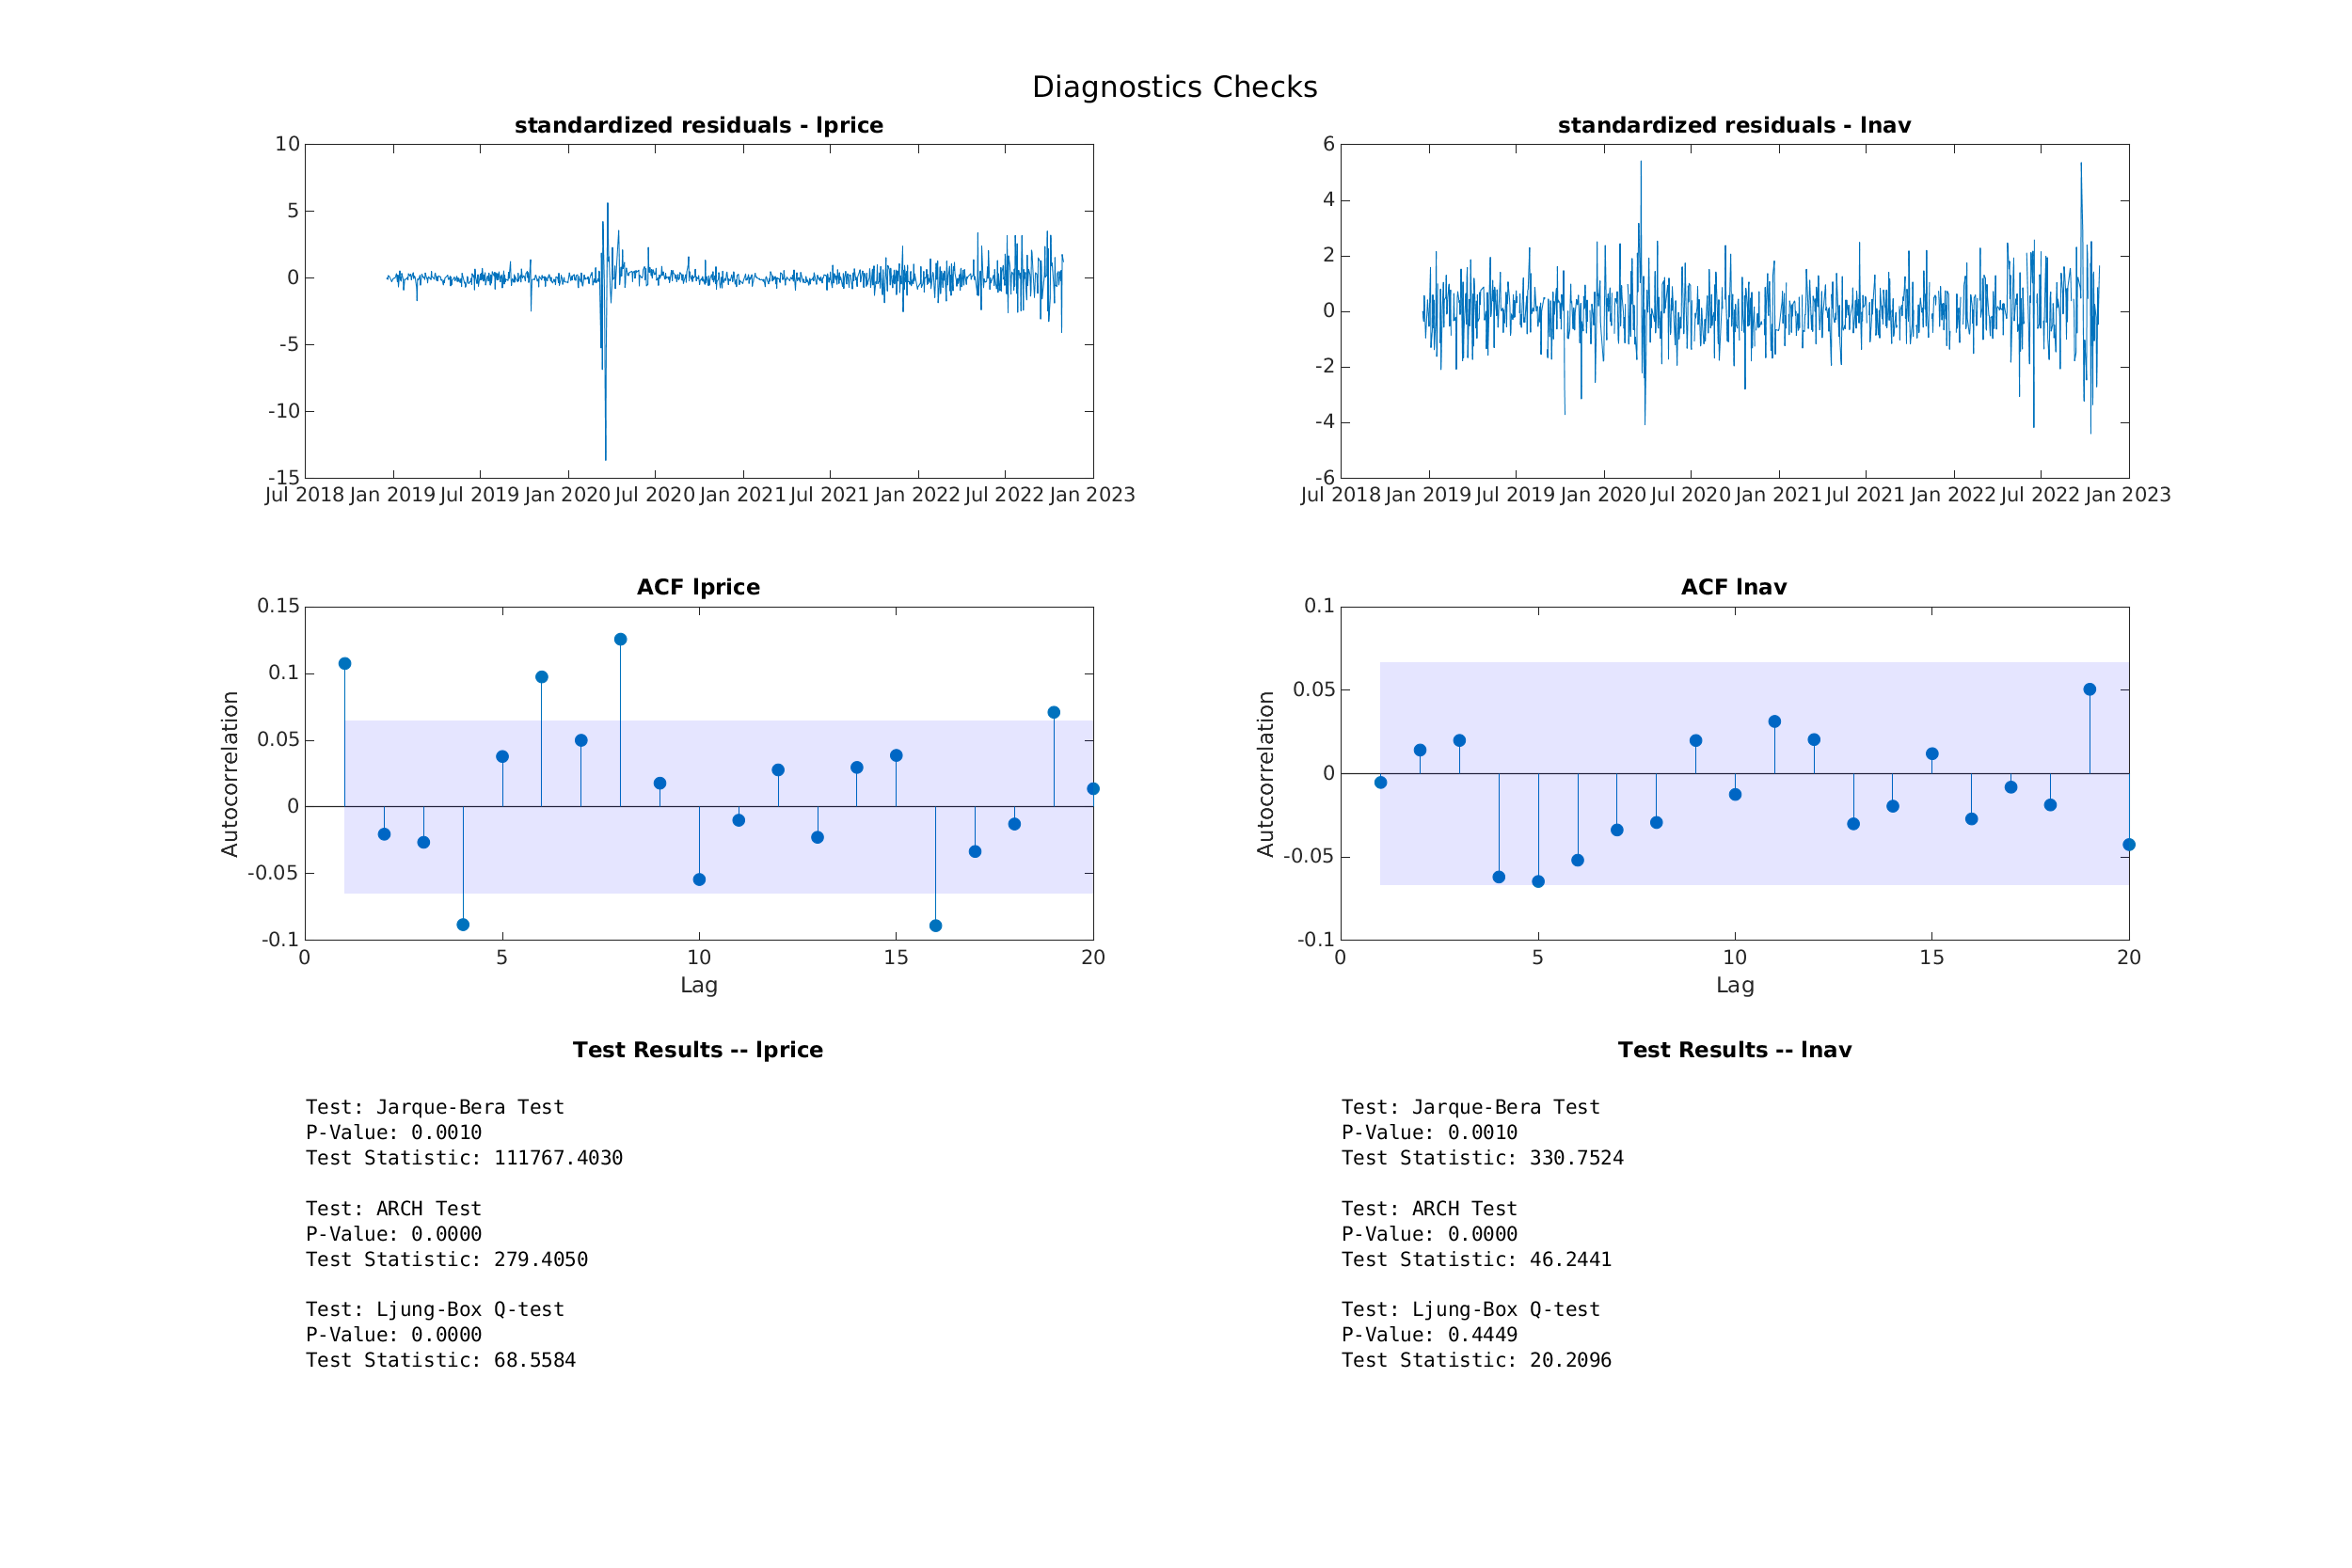 Diagnostics Checks
standardized residuals - lprice
10
5
0
-5
-10
-15
Jul 2018 Jan 2019 Jul 2019 Jan 2020 Jul 2020 Jan 2021 Jul 2021 Jan 2022 Jul 2022 Jan 2023
standardized residuals - lnav
6
4
2
0
-2
-4
-6
Jul 2018 Jan 2019 Jul 2019 Jan 2020 Jul 2020 Jan 2021 Jul 2021 Jan 2022 Jul 2022 Jan 2023
ACF lprice
Autocorrelation
0.15
0.1
0.05
0
-0.05
-0.1
0 5 10 15 20
Lag
ACF lnav
Autocorrelation
0.1
0.05
0
-0.05
-0.1
0 5 10 15 20
Lag
Test Results -- lprice
Test: Jarque-Bera Test
P-Value: 0.0010
Test Statistic: 111767.4030
Test: ARCH Test
P-Value: 0.0000
Test Statistic: 279.4050
Test: Ljung-Box Q-test
P-Value: 0.0000
Test Statistic: 68.5584
Test Results -- lnav
Test: Jarque-Bera Test
P-Value: 0.0010
Test Statistic: 330.7524
Test: ARCH Test
P-Value: 0.0000
Test Statistic: 46.2441
Test: Ljung-Box Q-test
P-Value: 0.4449
Test Statistic: 20.2096